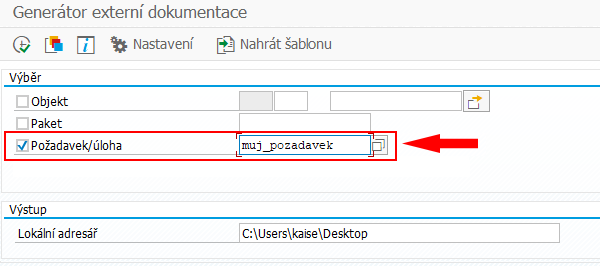 Generátor externí dokumentace
Nastavení Nahrát šablonu
Výběr
Objekt
Paket
Požadavek/úloha muj_pozadavek
Výstup
Lokální adresář C:\Users\kaise\Desktop